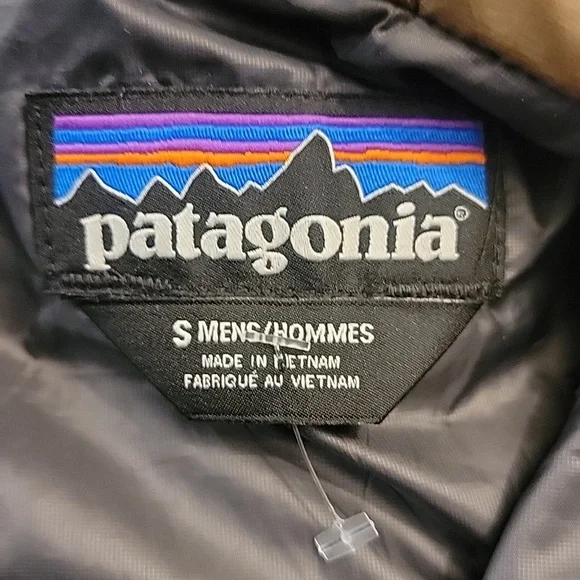 patagonia®
S MENS/HOMMES
MADE IN VIETNAM
FABRIQUÉ AU VIETNAM